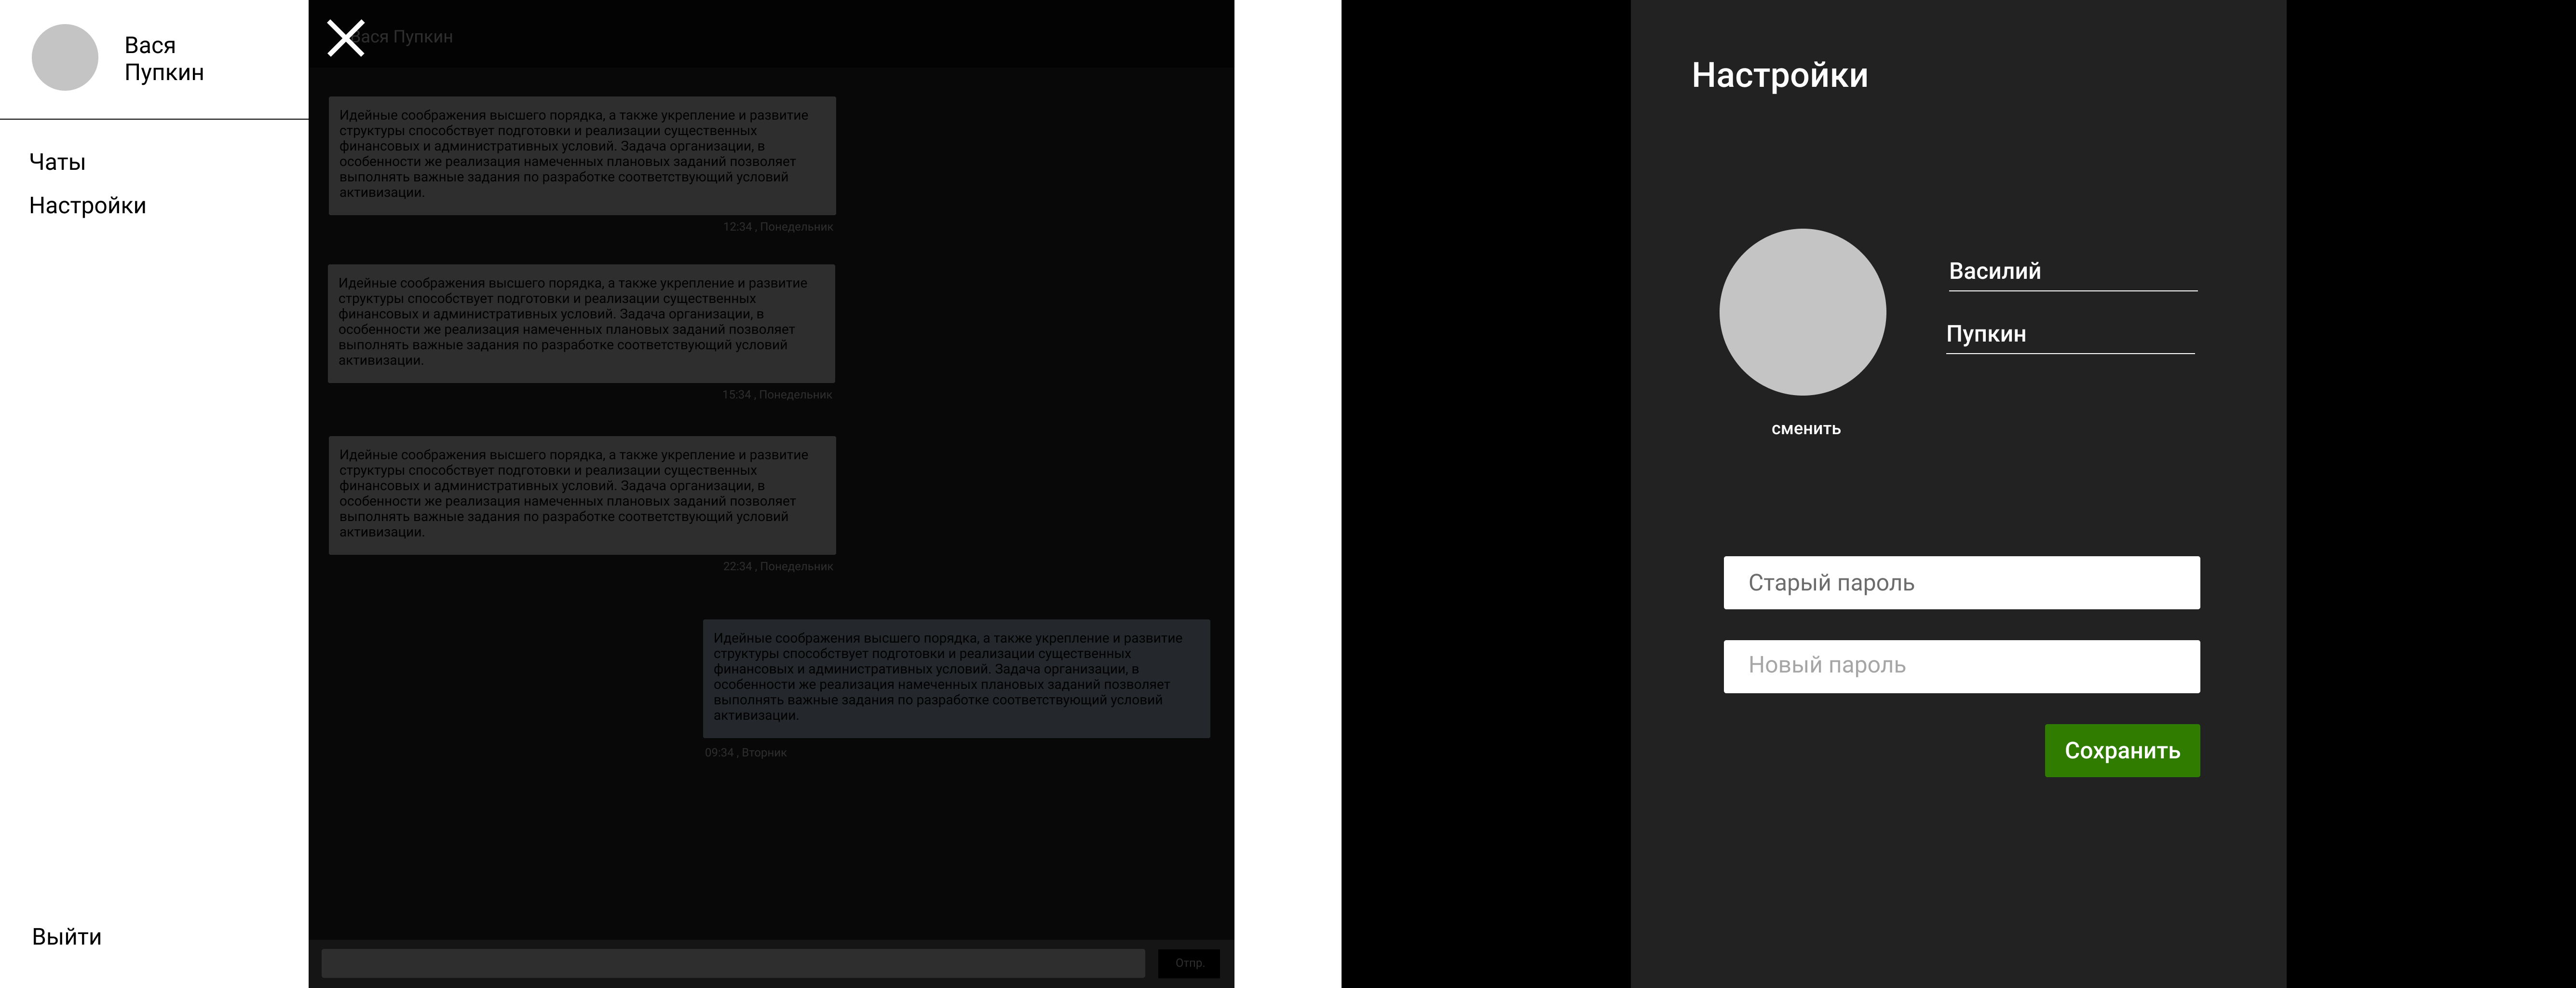 Вася
Пупкин
Чаты
Настройки
Выйти
Вася Пупкин
Идейные соображения высшего порядка, а также укрепление и развитие
структуры способствует подготовки и реализации существенных
финансовых и административных условий. Задача организации, в
особенности же реализация намеченных плановых заданий позволяет
выполнять важные задания по разработке соответствующий условий
активизации.
12:34 , Понедельник
Идейные соображения высшего порядка, а также укрепление и развитие
структуры способствует подготовки и реализации существенных
финансовых и административных условий. Задача организации, в
особенности же реализация намеченных плановых заданий позволяет
выполнять важные задания по разработке соответствующий условий
активизации.
15:34 , Понедельник
Идейные соображения высшего порядка, а также укрепление и развитие
структуры способствует подготовки и реализации существенных
финансовых и административных условий. Задача организации, в
особенности же реализация намеченных плановых заданий позволяет
выполнять важные задания по разработке соответствующий условий
активизации.
22:34 , Понедельник
Идейные соображения высшего порядка, а также укрепление и развитие
структуры способствует подготовки и реализации существенных
финансовых и административных условий. Задача организации, в
особенности же реализация намеченных плановых заданий позволяет
выполнять важные задания по разработке соответствующий условий
активизации.
09:34 , Вторник
Отпр.
Настройки
Василий
Пупкин
сменить
Старый пароль
Новый пароль
Сохранить